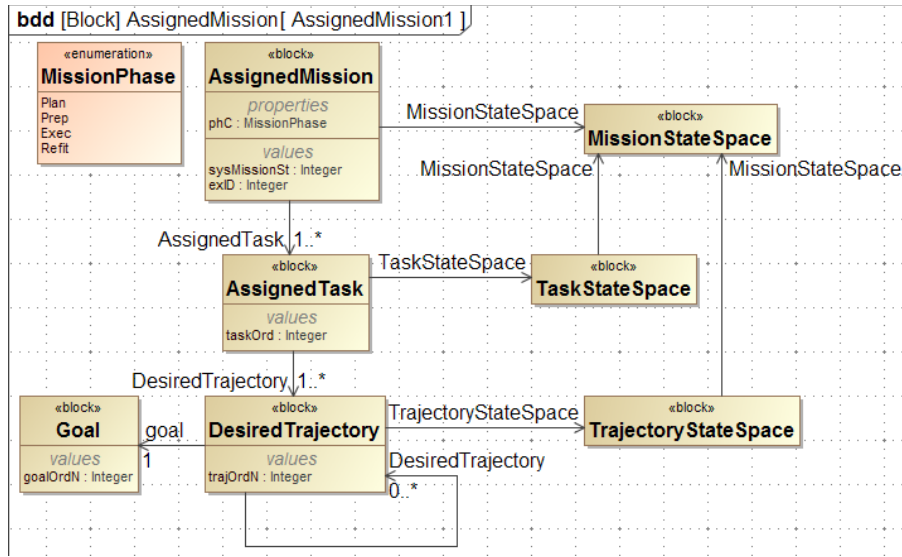 bdd [Block] AssignedMission[ AssignedMission1 ]
«enumeration»
MissionPhase
Plan
Prep
Exec
Refit
«block»
AssignedMission
properties
phC : MissionPhase
values
sysMissionSt : Integer
exID : Integer
MissionStateSpace
«block»
MissionStateSpace
MissionStateSpace
MissionStateSpace
AssignedTask 1..*
«block»
AssignedTask
values
taskOrd : Integer
TaskStateSpace
«block»
TaskStateSpace
DesiredTrajectory 1..*
«block»
Goal
values
goalOrdN : Integer
goal
1
«block»
DesiredTrajectory
values
trajOrdN : Integer
TrajectoryStateSpace
«block»
TrajectoryStateSpace
DesiredTrajectory
0..*